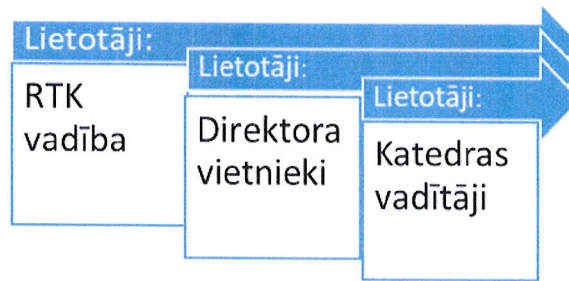 Lietotāji:
RTK
vadība
Lietotāji:
Direktora
vietnieki
Lietotāji:
Katedras
vadītāji